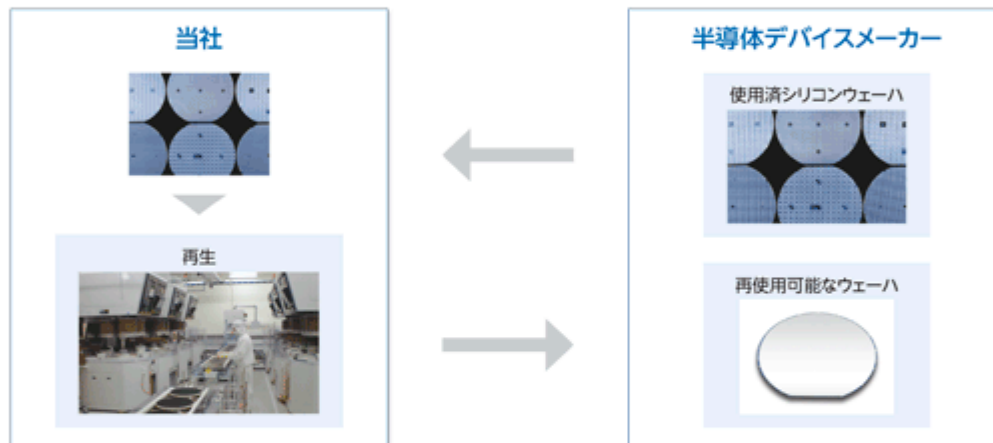 当社
再生
半導体デバイスメーカー
使用済シリコンウェーハ
再使用可能なウェーハ